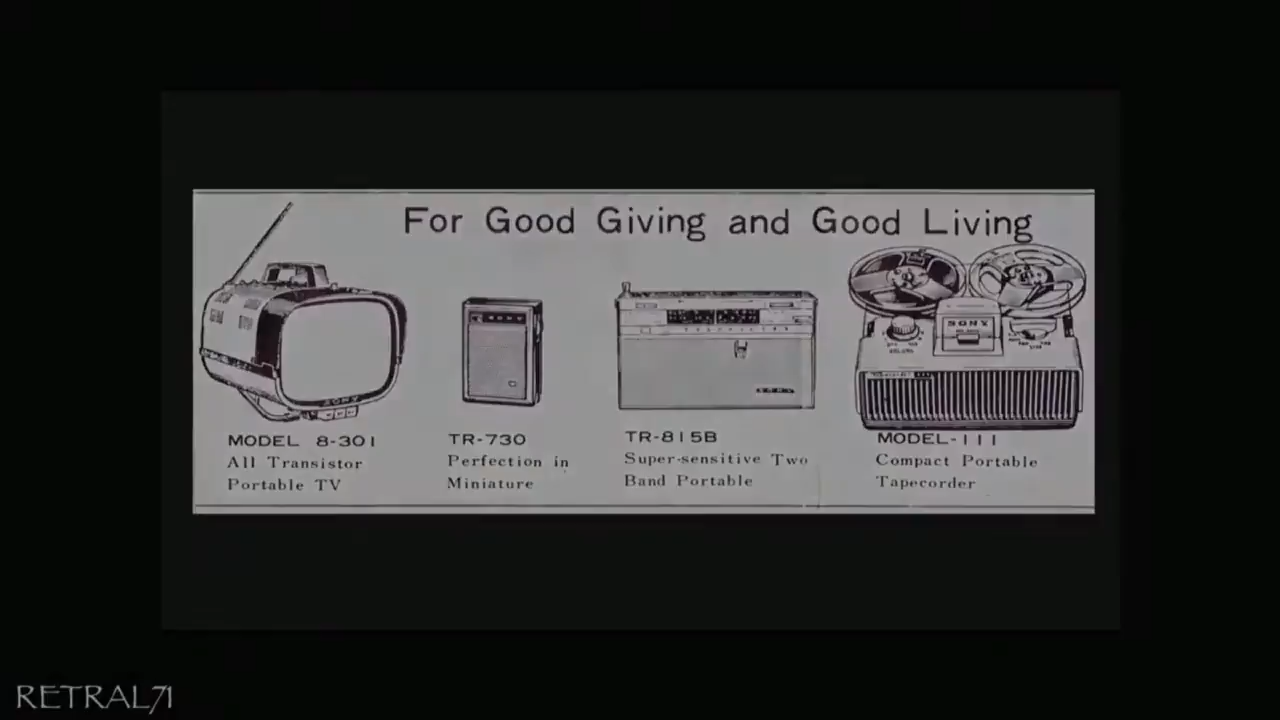 For Good Giving and Good Living
SONY
SONY
SONY
MODEL 8-301
All Transistor
Portable TV
TR-730
Perfection in
Miniature
TR-815B
Super-sensitive Two
Band Portable
MODEL-111
Compact Portable
Tapecorder
RETRAL71